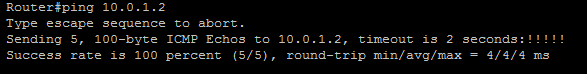 Router#ping 10.0.1.2
Type escape sequence to abort.
Sending 5, 100-byte ICMP Echos to 10.0.1.2, timeout is 2 seconds:!!!!!
Success rate is 100 percent (5/5), round-trip min/avg/max = 4/4/4 ms